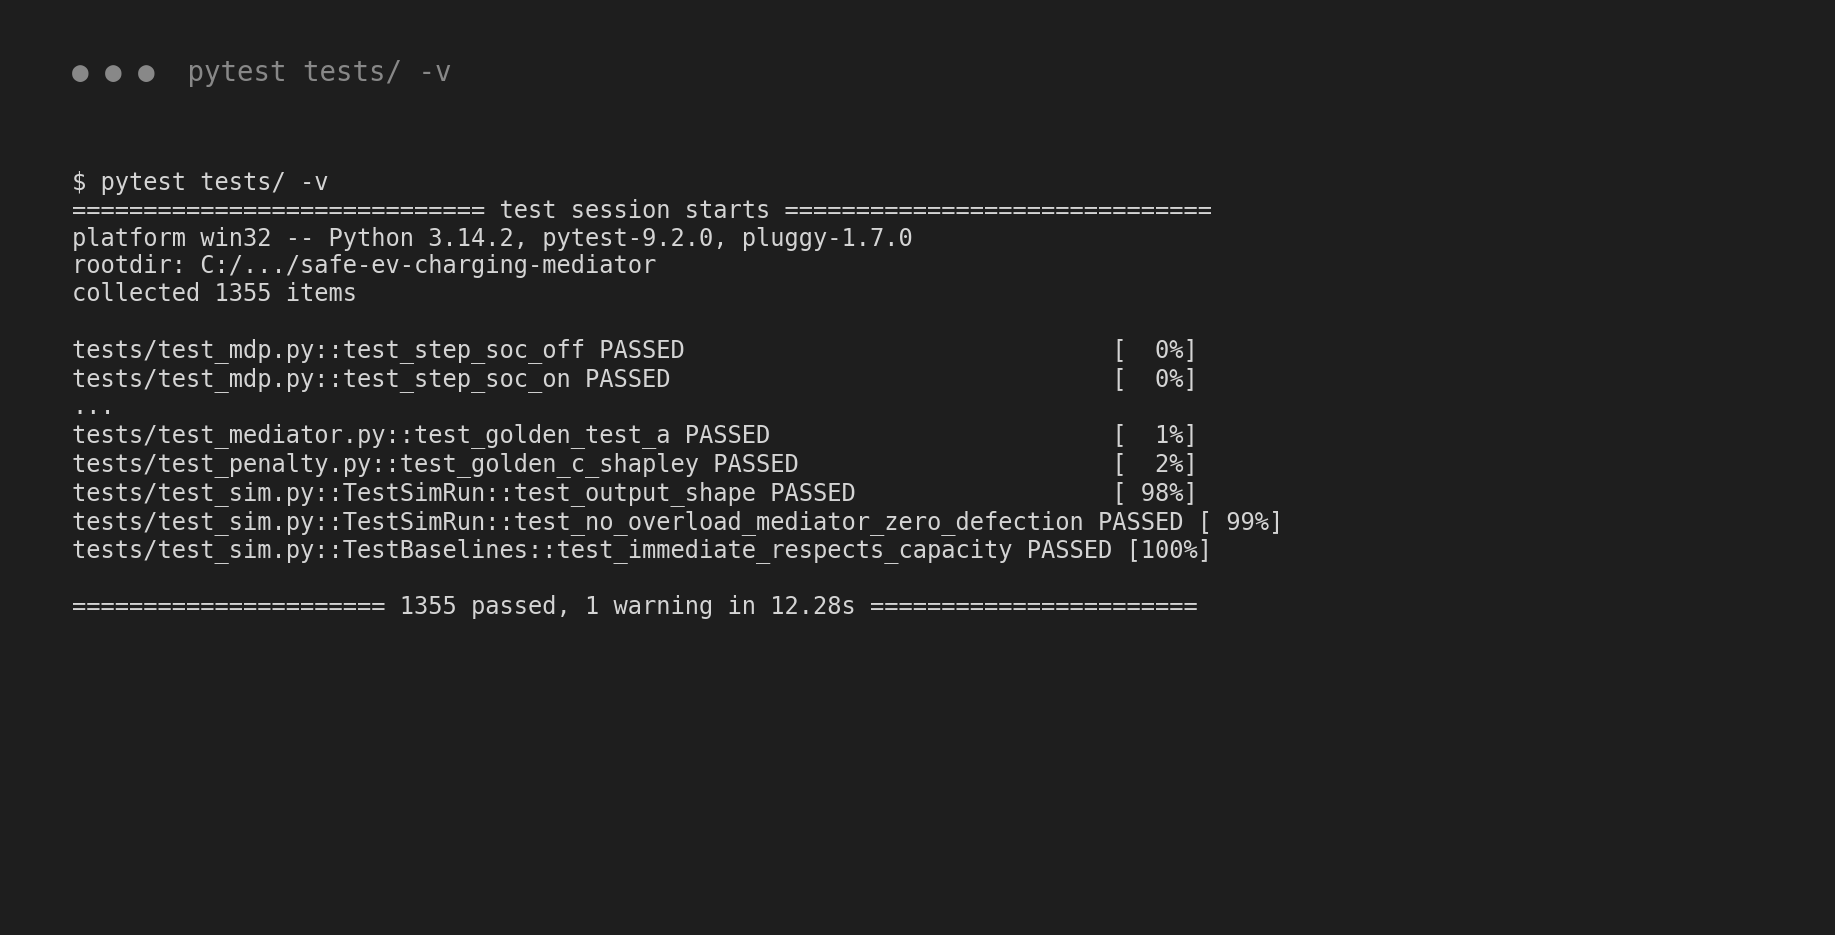 ● ● ● pytest tests/ -v
$ pytest tests/ -v
============================= test session starts ==============================
platform win32 -- Python 3.14.2, pytest-9.2.0, pluggy-1.7.0
rootdir: C:/.../safe-ev-charging-mediator
collected 1355 items
tests/test_mdp.py::test_step_soc_off PASSED                              [  0%]
tests/test_mdp.py::test_step_soc_on PASSED                               [  0%]
...
tests/test_mediator.py::test_golden_test_a PASSED                        [  1%]
tests/test_penalty.py::test_golden_c_shapley PASSED                      [  2%]
tests/test_sim.py::TestSimRun::test_output_shape PASSED                  [ 98%]
tests/test_sim.py::TestSimRun::test_no_overload_mediator_zero_defection PASSED [ 99%]
tests/test_sim.py::TestBaselines::test_immediate_respects_capacity PASSED [100%]
====================== 1355 passed, 1 warning in 12.28s =======================